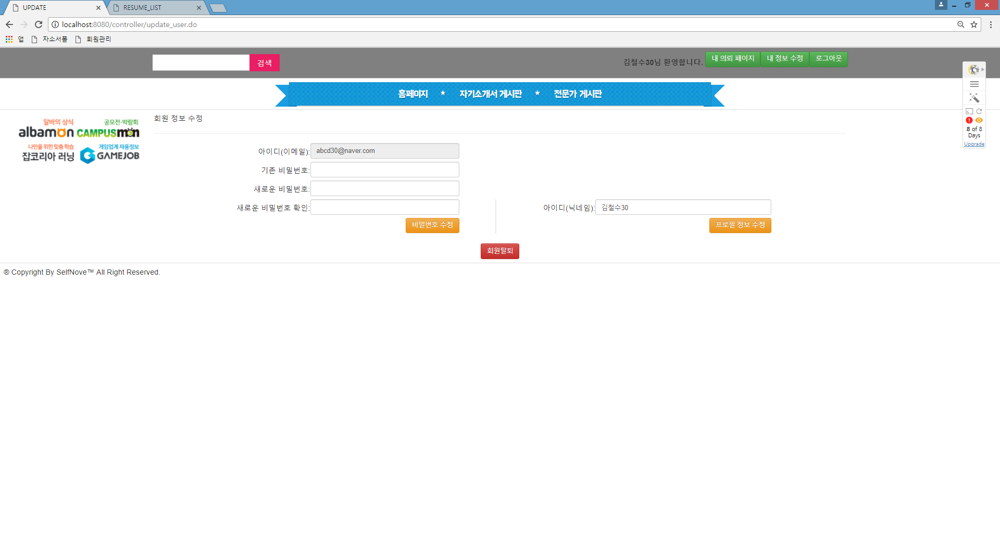 UPDATE
RESUME_LIST
localhost:8080/controller/update_user.do
앱 자소서폼 회원관리
검색
김철수30님 환영합니다. 내 의뢰 페이지 내 정보 수정 로그아웃
홈페이지 ★ 자기소개서 게시판 ★ 전문가 게시판
알바의 상식
albamon
공모전·박람회
CAMPUSmon
나만을 위한 맞춤 학습
잡코리아 러닝
게임업계 채용정보
GAMEJOB
회원 정보 수정
아이디(이메일): abcd30@naver.com
기존 비밀번호:
새로운 비밀번호:
새로운 비밀번호 확인:
비밀번호 수정
아이디(닉네임): 김철수30
프로필 정보 수정
회원탈퇴
® Copyright By SelfNove™ All Right Reserved.
8 of 8
Days
Upgrade